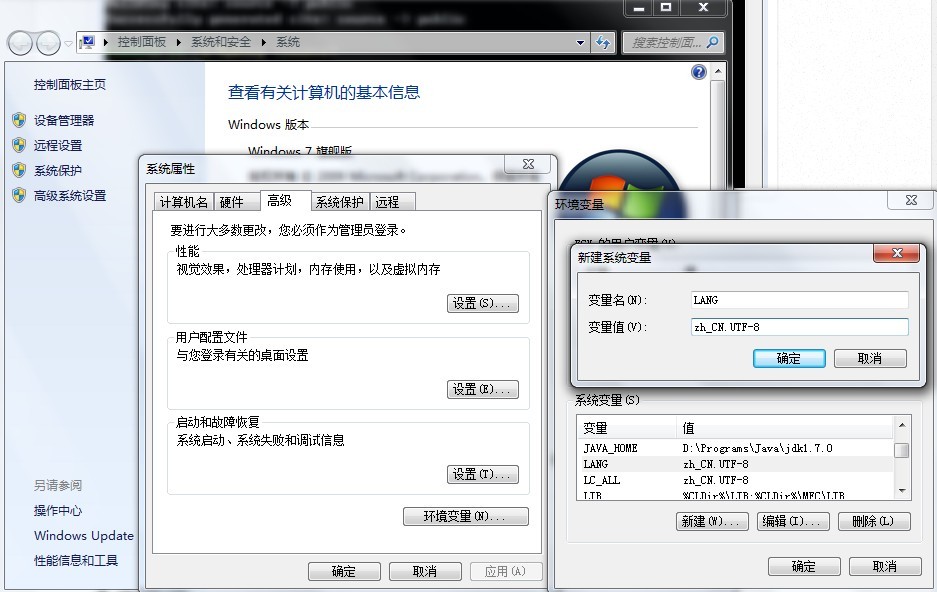 控制面板 ▸ 系统和安全 ▸ 系统
搜索控制面...
控制面板主页
设备管理器
远程设置
系统保护
高级系统设置
另请参阅
操作中心
Windows Update
性能信息和工具
查看有关计算机的基本信息
Windows 版本
Windows 7 旗舰版
系统属性
计算机名 硬件 高级 系统保护 远程
要进行大多数更改，您必须作为管理员登录。
性能
视觉效果，处理器计划，内存使用，以及虚拟内存
设置(S)...
用户配置文件
与您登录有关的桌面设置
设置(E)...
启动和故障恢复
系统启动、系统失败和调试信息
设置(T)...
环境变量(N)...
确定 取消 应用(A)
环境变量
的用户变量(U)
新建系统变量
变量名(N): LANG
变量值(V): zh_CN.UTF-8
确定 取消
系统变量(S)
变量 值
JAVA_HOME D:\Programs\Java\jdk1.7.0
LANG zh_CN.UTF-8
LC_ALL zh_CN.UTF-8
LIB %CLDir%\LIB;%CLDir%\MFC\LIB
新建(W)... 编辑(I)... 删除(L)
确定 取消